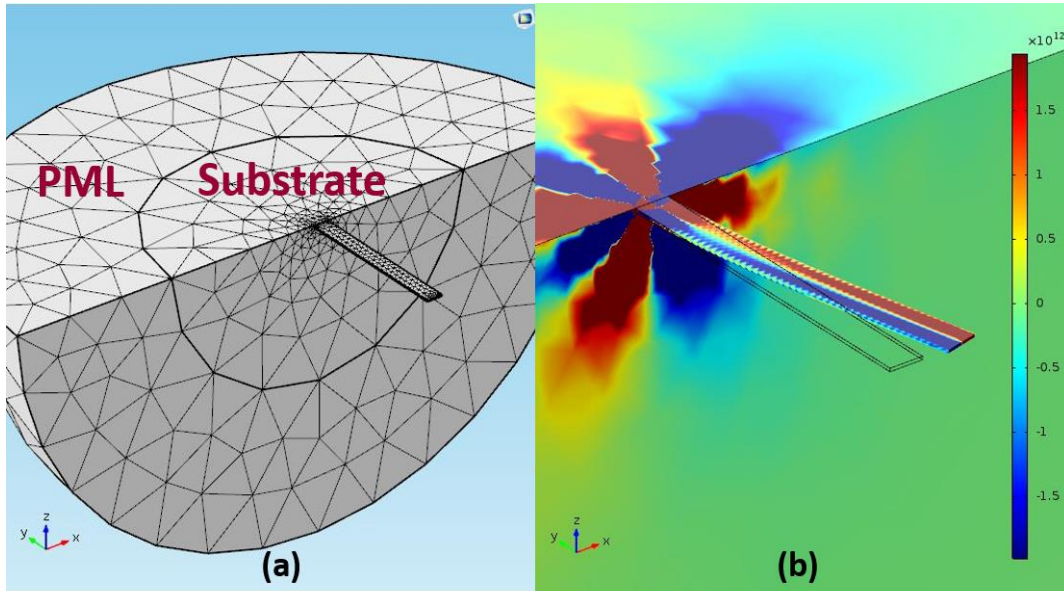 ×10¹²
PML Substrate
1.5
1
0.5
0
-0.5
-1
-1.5
z
y
x
z
y
x
(a)
(b)